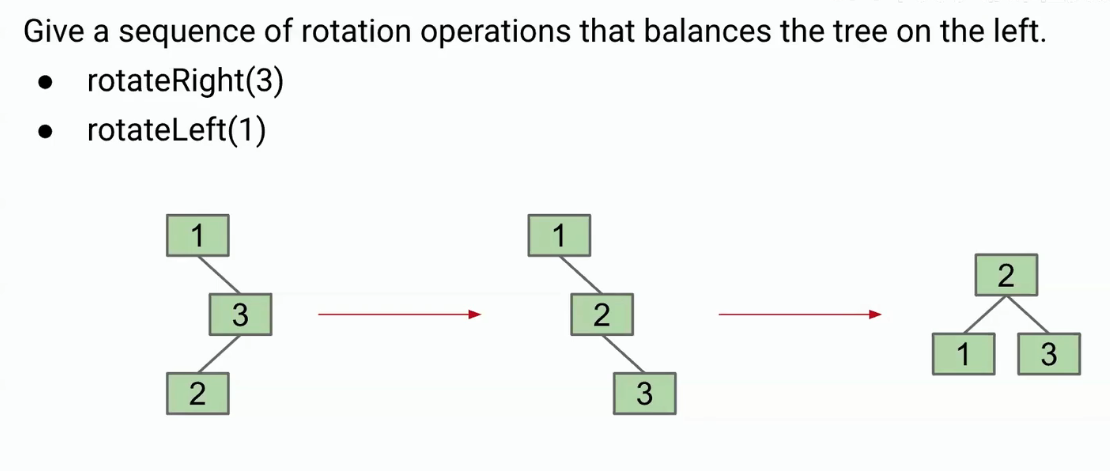 Give a sequence of rotation operations that balances the tree on the left.
● rotateRight(3)
● rotateLeft(1)
1
3
2
1
2
3
2
1 3